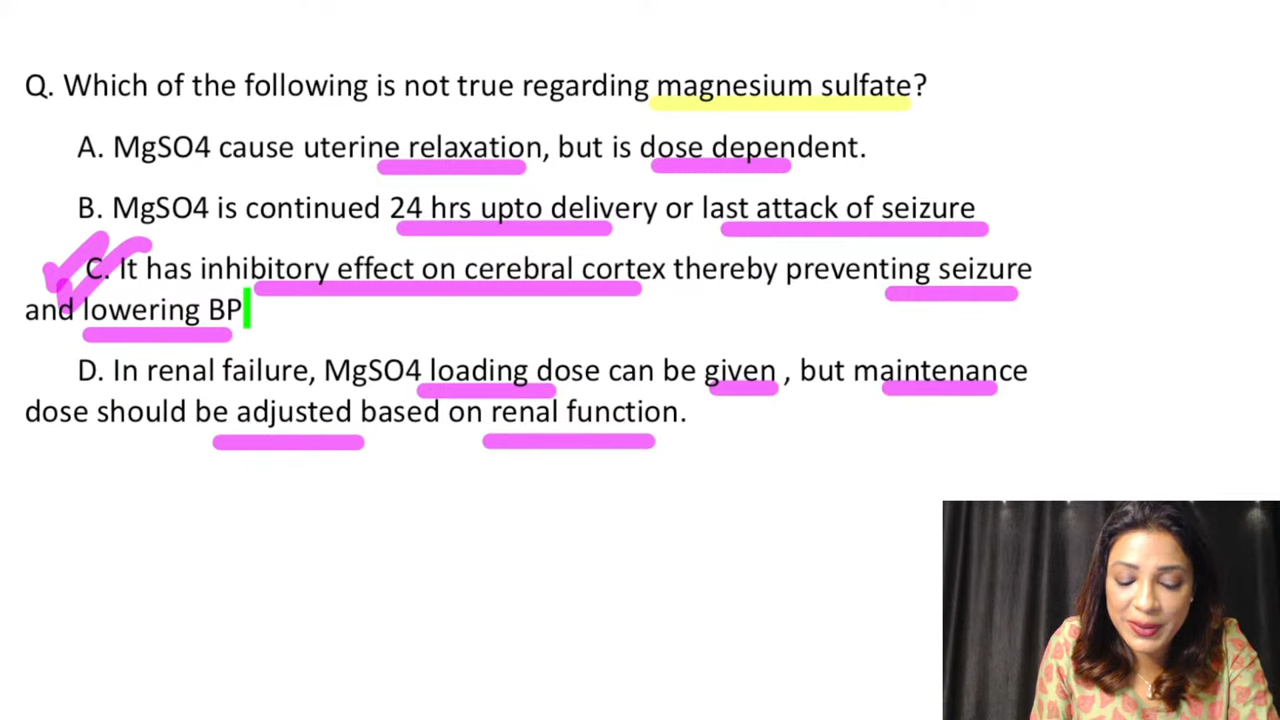 Q. Which of the following is not true regarding magnesium sulfate?
A. MgSO4 cause uterine relaxation, but is dose dependent.
B. MgSO4 is continued 24 hrs upto delivery or last attack of seizure
C. It has inhibitory effect on cerebral cortex thereby preventing seizure
and lowering BP
D. In renal failure, MgSO4 loading dose can be given , but maintenance
dose should be adjusted based on renal function.